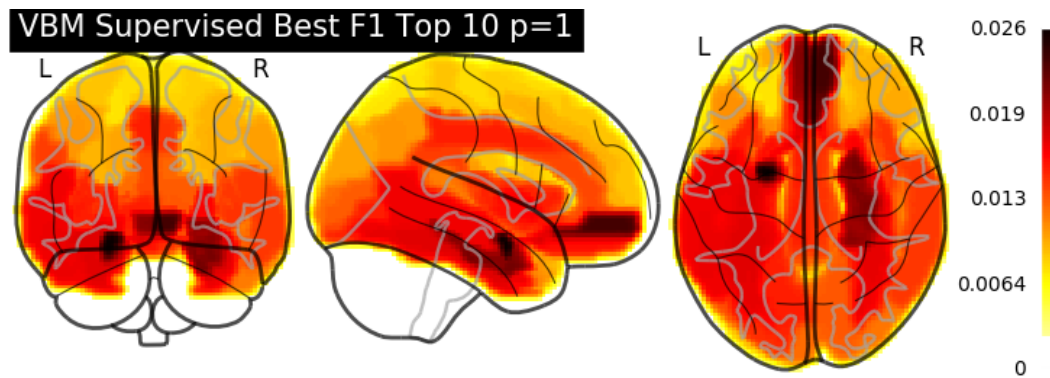 VBM Supervised Best F1 Top 10 p=1
L
R
L
R
0.026
0.019
0.013
0.0064
0